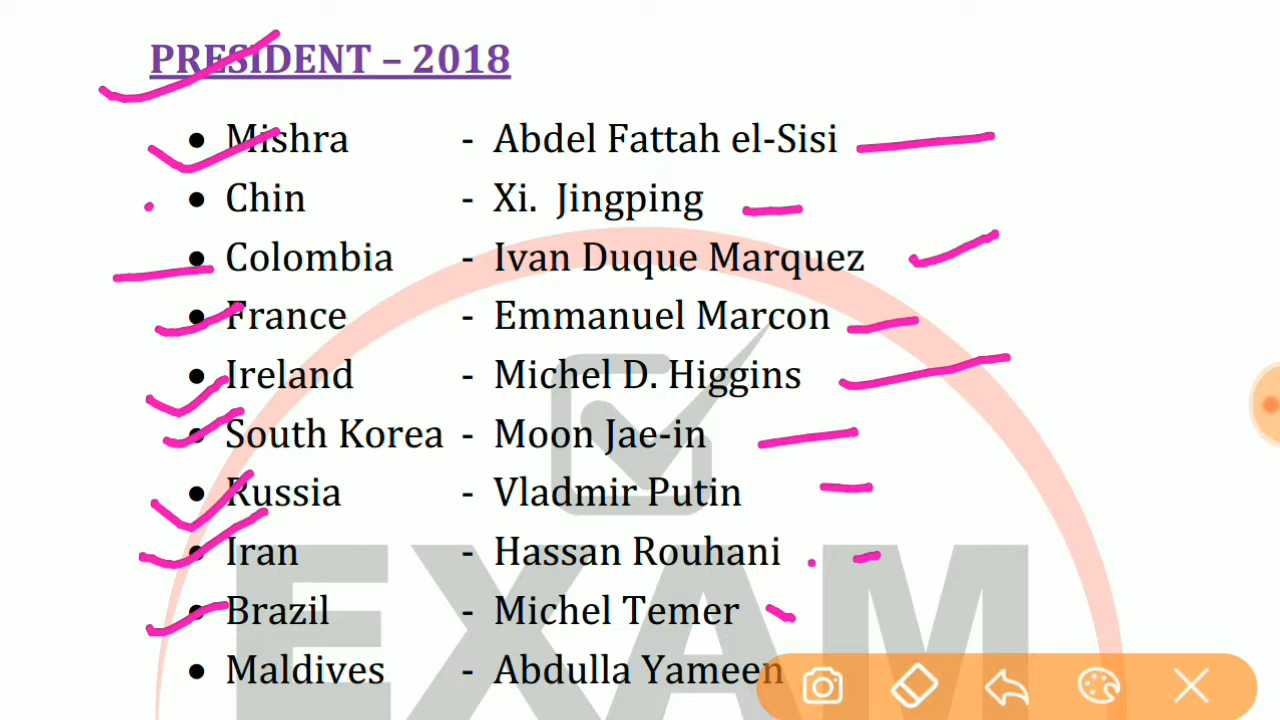 PRESIDENT – 2018
• Mishra - Abdel Fattah el-Sisi
• Chin - Xi. Jingping
• Colombia - Ivan Duque Marquez
• France - Emmanuel Marcon
• Ireland - Michel D. Higgins
• South Korea - Moon Jae-in
• Russia - Vladmir Putin
• Iran - Hassan Rouhani
• Brazil - Michel Temer
• Maldives - Abdulla Yameen
EXAM